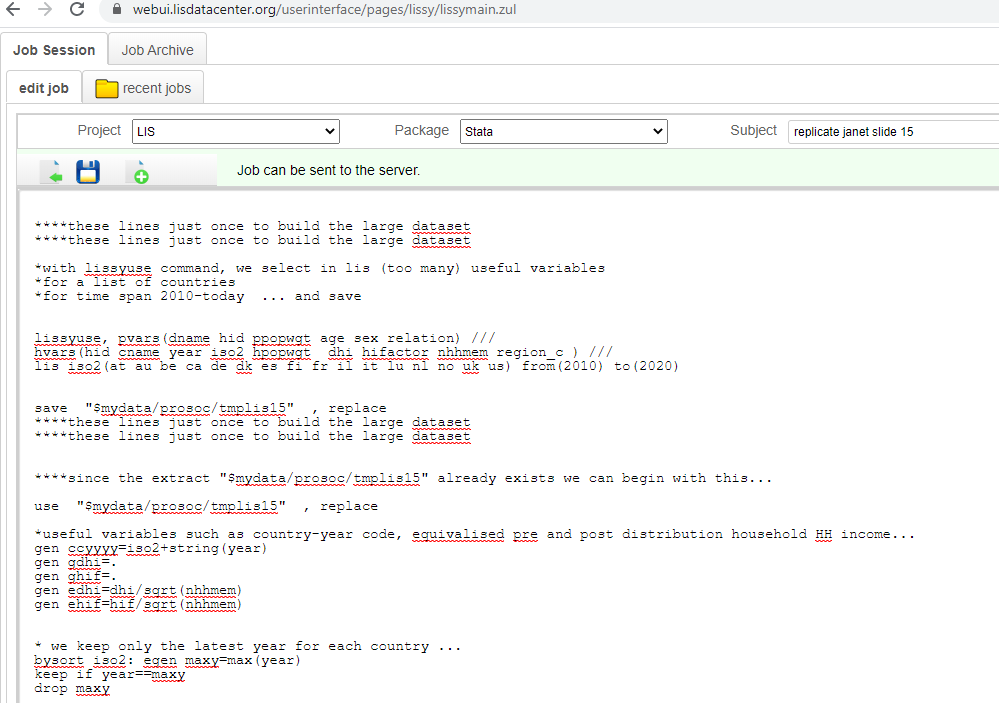 webui.lisdatacenter.org/userinterface/pages/lissy/lissymain.zul
Job Session
Job Archive
edit job
recent jobs
Project
LIS
Package
Stata
Subject
replicate janet slide 15
Job can be sent to the server.
****these lines just once to build the large dataset
****these lines just once to build the large dataset
*with lissyuse command, we select in lis (too many) useful variables
*for a list of countries
*for time span 2010-today  ... and save
lissyuse, pvars(dname hid ppopwgt age sex relation) ///
hvars(hid cname year iso2 hpopwgt  dhi hifactor nhhmem region_c ) ///
lis iso2(at au be ca de dk es fi fr il it lu nl no uk us) from(2010) to(2020)
save  "$mydata/prosoc/tmplis15"  , replace
****these lines just once to build the large dataset
****these lines just once to build the large dataset
****since the extract "$mydata/prosoc/tmplis15" already exists we can begin with this...
use  "$mydata/prosoc/tmplis15"  , replace
*useful variables such as country-year code, equivalised pre and post distribution household HH income...
gen ccyyyy=iso2+string(year)
gen gdhi=.
gen ghif=.
gen edhi=dhi/sqrt(nhhmem)
gen ehif=hif/sqrt(nhhmem)
* we keep only the latest year for each country ...
bysort iso2: egen maxy=max(year)
keep if year==maxy
drop maxy